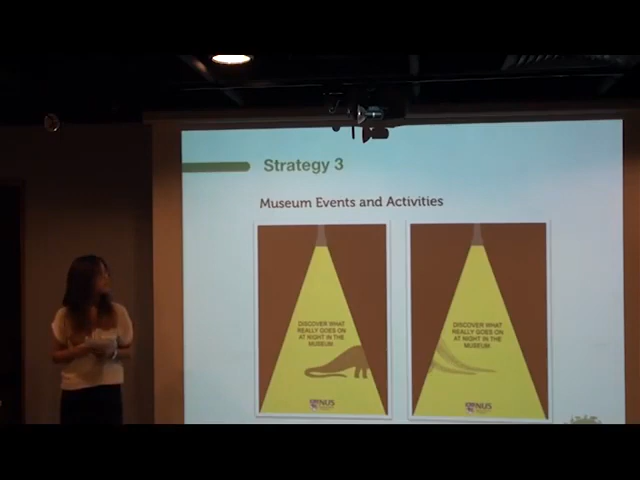 Strategy 3
Museum Events and Activities
DISCOVER WHAT
REALLY GOES ON
AT NIGHT IN THE
MUSEUM
NUS
DISCOVER WHAT
REALLY GOES ON
AT NIGHT IN THE
MUSEUM
NUS